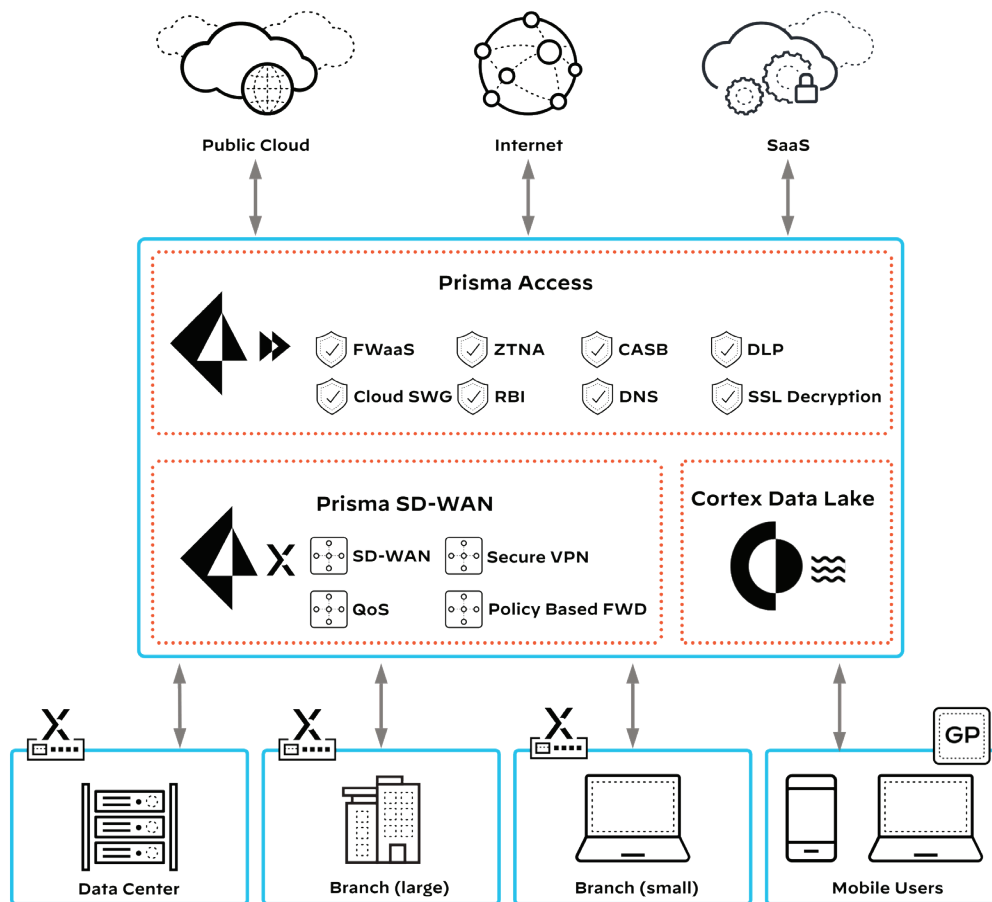 Public Cloud
Internet
SaaS
Prisma Access
FWaaS
ZTNA
CASB
DLP
Cloud SWG
RBI
DNS
SSL Decryption
Prisma SD-WAN
Cortex Data Lake
SD-WAN
Secure VPN
QoS
Policy Based FWD
GP
Data Center
Branch (large)
Branch (small)
Mobile Users